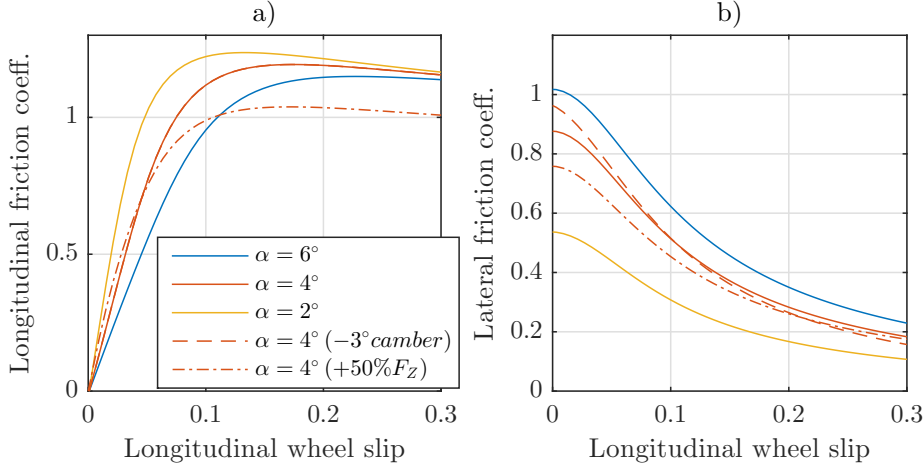 a)
Longitudinal friction coeff.
1
0.5
0
0 0.1 0.2 0.3
Longitudinal wheel slip
α = 6°
α = 4°
α = 2°
α = 4° (−3° camber)
α = 4° (+50%F_Z)
b)
Lateral friction coeff.
1
0.8
0.6
0.4
0.2
0
0 0.1 0.2 0.3
Longitudinal wheel slip